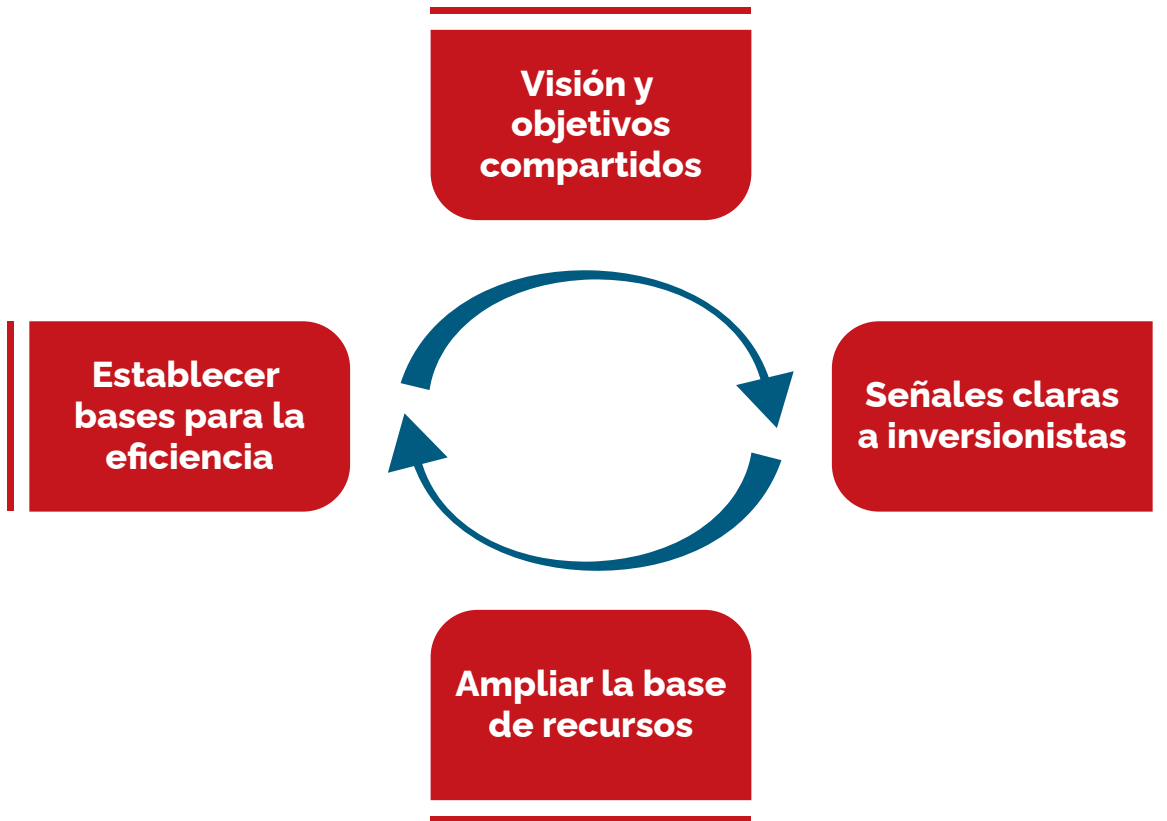 Visión y
objetivos
compartidos
Establecer
bases para la
eficiencia
Señales claras
a inversionistas
Ampliar la base
de recursos